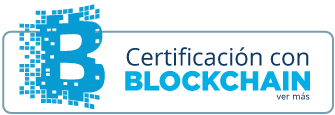 Certificación con
BLOCKCHAIN
ver más